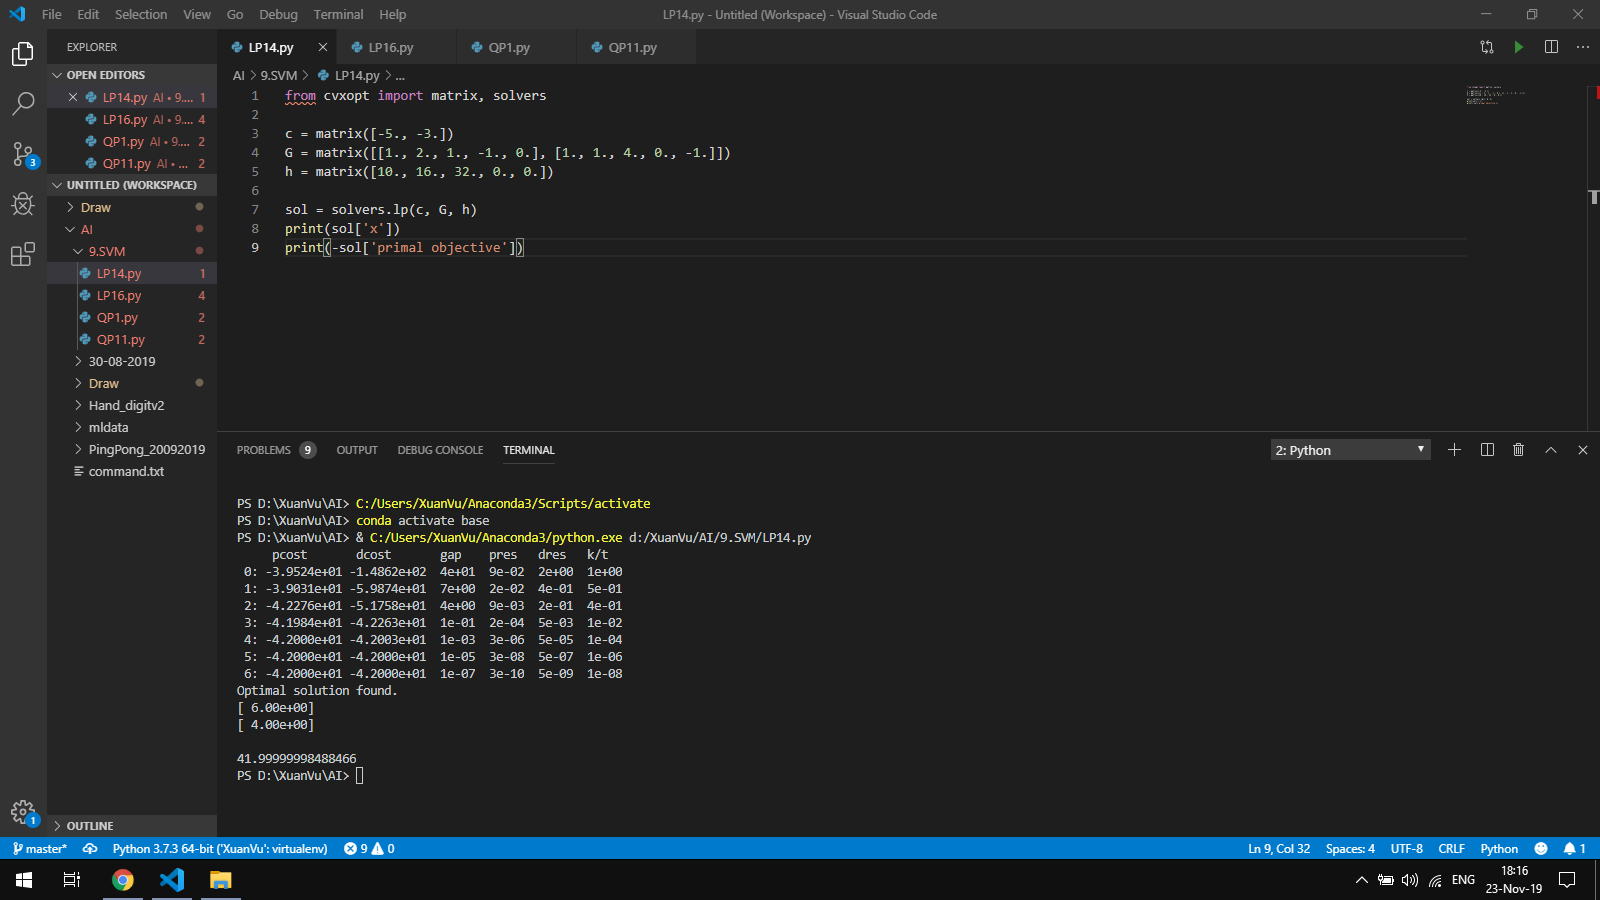 File Edit Selection View Go Debug Terminal Help
LP14.py - Untitled (Workspace) - Visual Studio Code
EXPLORER
OPEN EDITORS
LP14.py AI • 9.... 1
LP16.py AI • 9.... 4
QP1.py AI • 9.... 2
QP11.py AI • ... 2
UNTITLED (WORKSPACE)
Draw
AI
9.SVM
LP14.py 1
LP16.py 4
QP1.py 2
QP11.py 2
30-08-2019
Draw
Hand_digitv2
mldata
PingPong_20092019
command.txt
OUTLINE
3
1
LP14.py LP16.py QP1.py QP11.py
AI > 9.SVM > LP14.py > ...
1 from cvxopt import matrix, solvers
2
3 c = matrix([-5., -3.])
4 G = matrix([[1., 2., 1., -1., 0.], [1., 1., 4., 0., -1.]])
5 h = matrix([10., 16., 32., 0., 0.])
6
7 sol = solvers.lp(c, G, h)
8 print(sol['x'])
9 print(-sol['primal objective'])
PROBLEMS 9 OUTPUT DEBUG CONSOLE TERMINAL
2: Python
PS D:\XuanVu\AI> C:/Users/XuanVu/Anaconda3/Scripts/activate
PS D:\XuanVu\AI> conda activate base
PS D:\XuanVu\AI> & C:/Users/XuanVu/Anaconda3/python.exe d:/XuanVu/AI/9.SVM/LP14.py
pcost dcost gap pres dres k/t
0: -3.9524e+01 -1.4862e+02 4e+01 9e-02 2e+00 1e+00
1: -3.9031e+01 -5.9874e+01 7e+00 2e-02 4e-01 5e-01
2: -4.2276e+01 -5.1758e+01 4e+00 9e-03 2e-01 4e-01
3: -4.1984e+01 -4.2263e+01 1e-01 2e-04 5e-03 1e-02
4: -4.2000e+01 -4.2003e+01 1e-03 3e-06 5e-05 1e-04
5: -4.2000e+01 -4.2000e+01 1e-05 3e-08 5e-07 1e-06
6: -4.2000e+01 -4.2000e+01 1e-07 3e-10 5e-09 1e-08
Optimal solution found.
[ 6.00e+00]
[ 4.00e+00]
41.99999998488466
PS D:\XuanVu\AI>
master* Python 3.7.3 64-bit ('XuanVu': virtualenv) 9 0 Ln 9, Col 32 Spaces: 4 UTF-8 CRLF Python 1
ENG
18:16
23-Nov-19